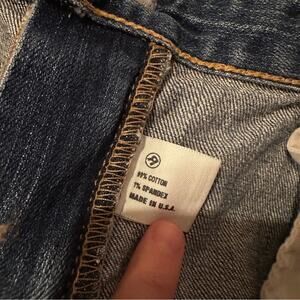 99% COTTON
1% SPANDEX
MADE IN U.S.A.